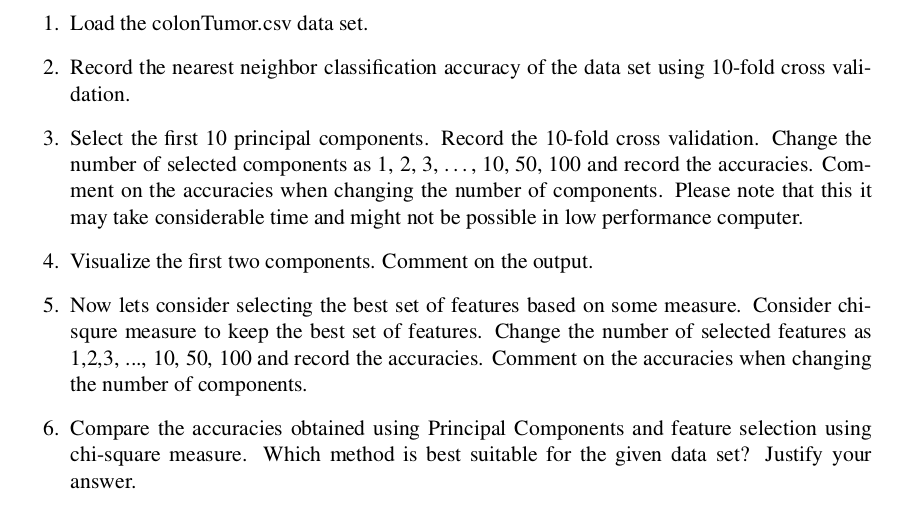 1. Load the colonTumor.csv data set.
2. Record the nearest neighbor classification accuracy of the data set using 10-fold cross vali-
dation.
3. Select the first 10 principal components. Record the 10-fold cross validation. Change the
number of selected components as 1, 2, 3, ..., 10, 50, 100 and record the accuracies. Com-
ment on the accuracies when changing the number of components. Please note that this it
may take considerable time and might not be possible in low performance computer.
4. Visualize the first two components. Comment on the output.
5. Now lets consider selecting the best set of features based on some measure. Consider chi-
squre measure to keep the best set of features. Change the number of selected features as
1,2,3, ..., 10, 50, 100 and record the accuracies. Comment on the accuracies when changing
the number of components.
6. Compare the accuracies obtained using Principal Components and feature selection using
chi-square measure. Which method is best suitable for the given data set? Justify your
answer.